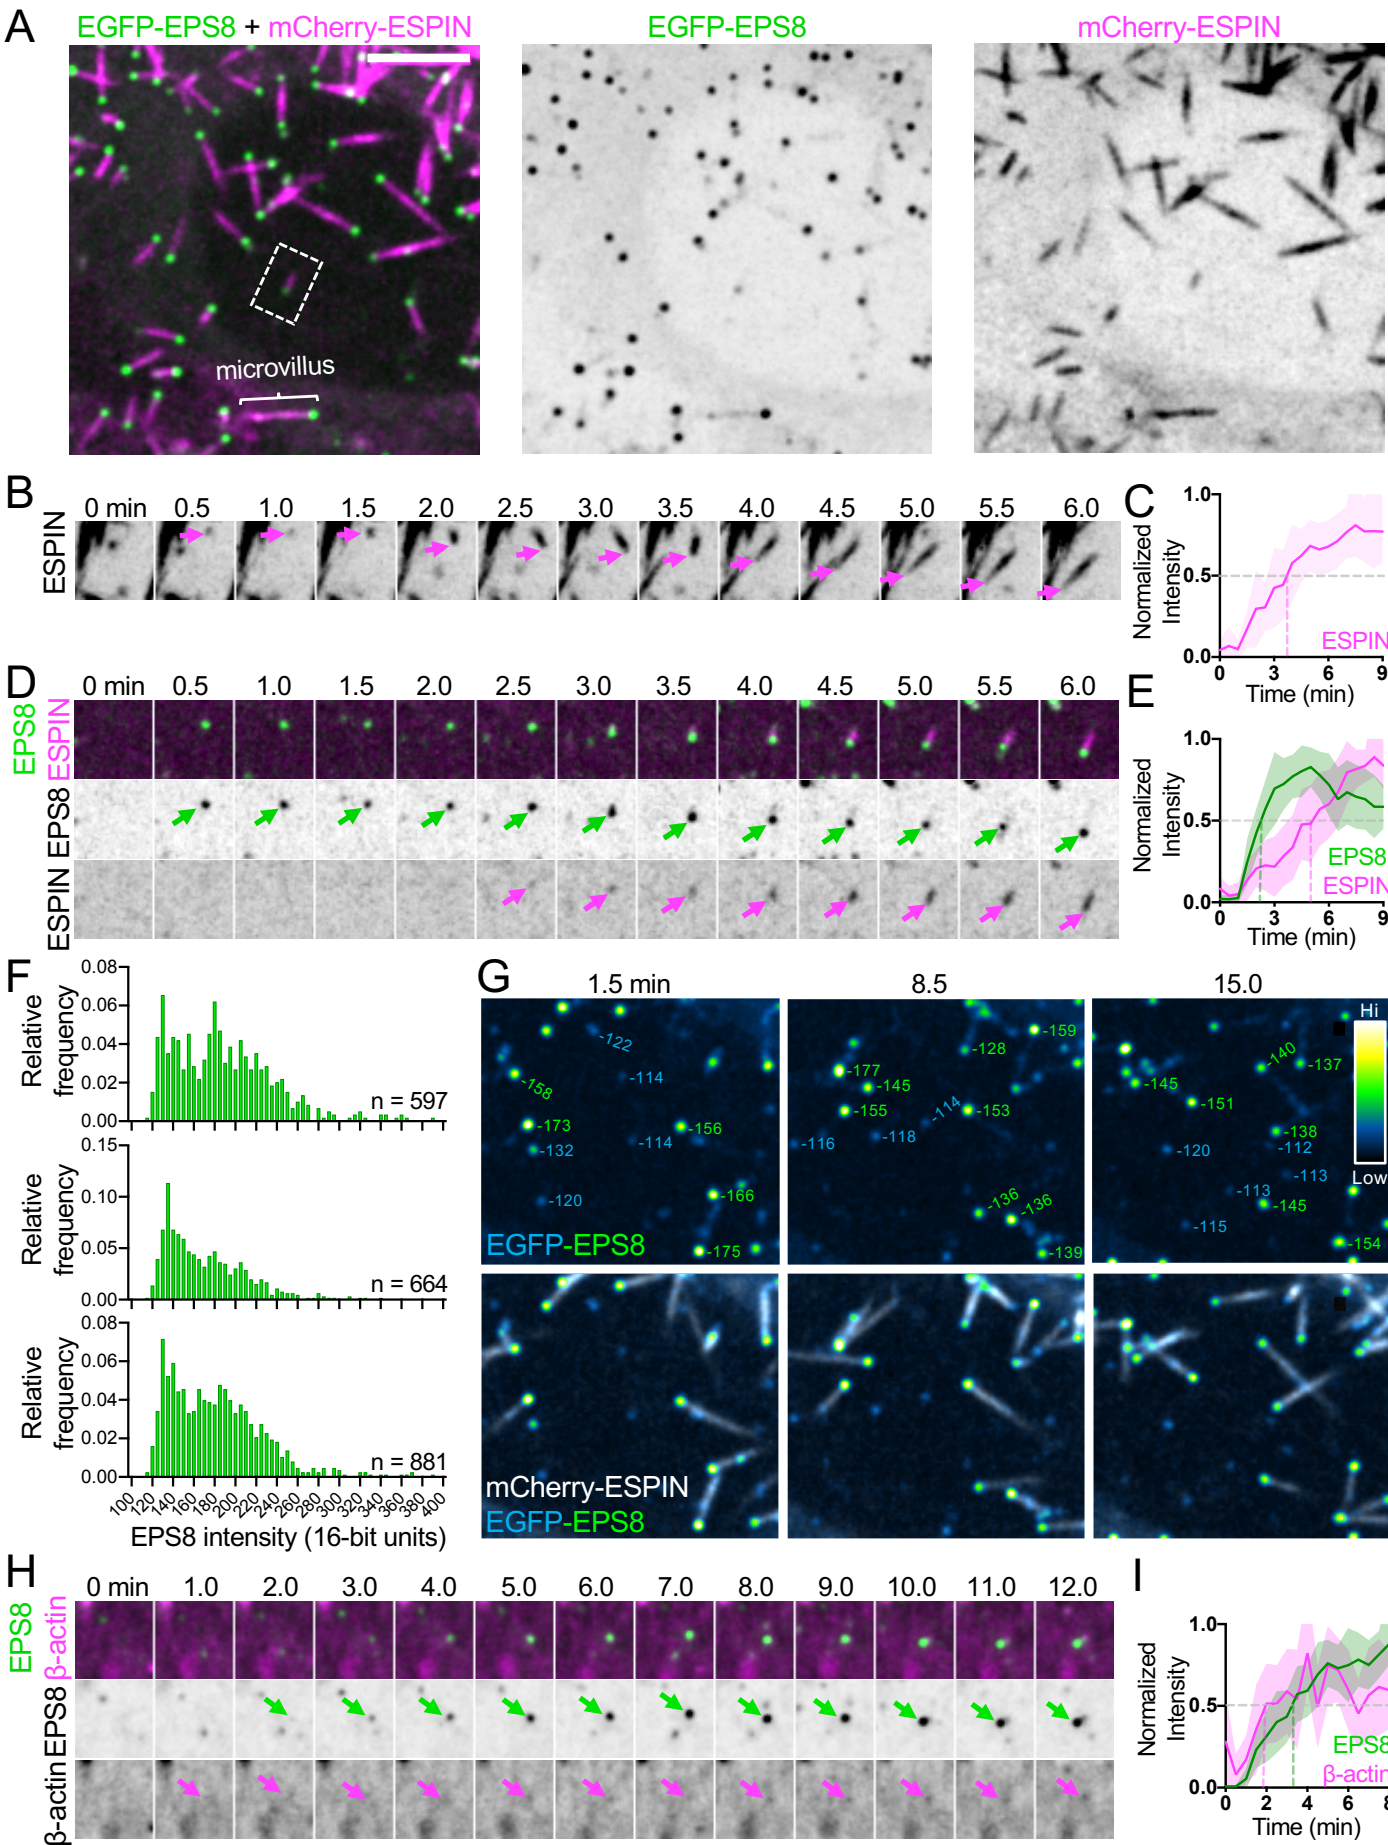 A
EGFP-EPS8 + mCherry-ESPIN
EGFP-EPS8
mCherry-ESPIN
microvillus
B
0 min 0.5 1.0 1.5 2.0 2.5 3.0 3.5 4.0 4.5 5.0 5.5 6.0
ESPIN
C
Normalized
Intensity
1.0
0.5
0.0
ESPIN
0 3 6 9
Time (min)
D
0 min 0.5 1.0 1.5 2.0 2.5 3.0 3.5 4.0 4.5 5.0 5.5 6.0
EPS8
ESPIN
EPS8
ESPIN
E
Normalized
Intensity
1.0
0.5
0.0
EPS8
ESPIN
0 3 6 9
Time (min)
F
Relative
frequency
0.08
0.06
0.04
0.02
0.00
n = 597
Relative
frequency
0.15
0.10
0.05
0.00
n = 664
Relative
frequency
0.08
0.06
0.04
0.02
0.00
n = 881
100 120 140 160 180 200 220 240 260 280 300 320 340 360 380 400
EPS8 intensity (16-bit units)
G
1.5 min 8.5 15.0
-122
-114
-158
-173
-156
-132
-114
-120
-166
-175
EGFP-EPS8
-159
-128
-177
-145
-155
-153
-114
-118
-116
-136
-136
-139
Hi
Low
-140
-137
-145
-151
-138
-112
-120
-113
-113
-145
-115
-154
mCherry-ESPIN
EGFP-EPS8
H
0 min 1.0 2.0 3.0 4.0 5.0 6.0 7.0 8.0 9.0 10.0 11.0 12.0
EPS8
β-actin
EPS8
β-actin
I
Normalized
Intensity
1.0
0.5
0.0
EPS8
β-actin
0 2 4 6 8
Time (min)